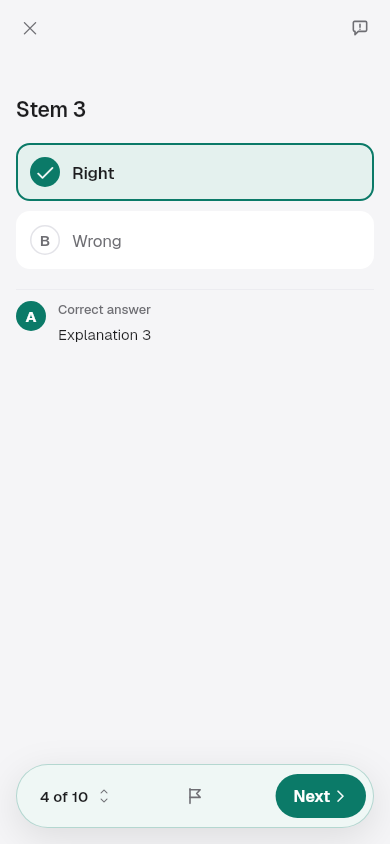 Stem 3
Right
B
Wrong
A
Correct answer
Explanation 3
4 of 10
Next